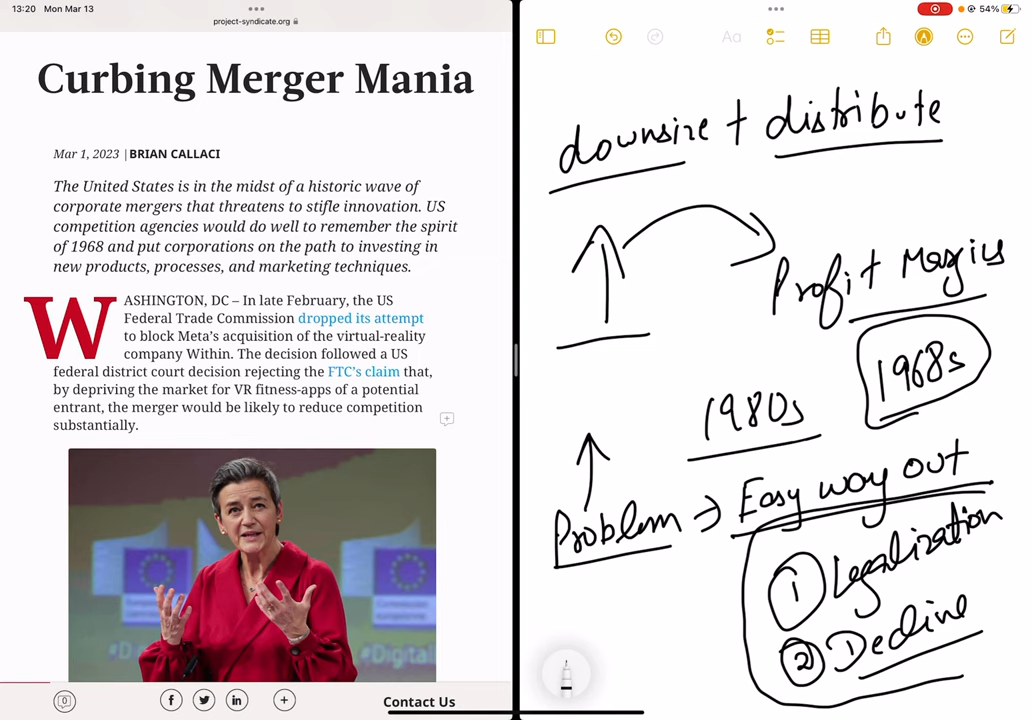 13:20 Mon Mar 13
project-syndicate.org
54%
Curbing Merger Mania
Mar 1, 2023 | BRIAN CALLACI
The United States is in the midst of a historic wave of
corporate mergers that threatens to stifle innovation. US
competition agencies would do well to remember the spirit
of 1968 and put corporations on the path to investing in
new products, processes, and marketing techniques.
WASHINGTON, DC – In late February, the US
Federal Trade Commission dropped its attempt
to block Meta's acquisition of the virtual-reality
company Within. The decision followed a US
federal district court decision rejecting the FTC's claim that,
by depriving the market for VR fitness-apps of a potential
entrant, the merger would be likely to reduce competition
substantially.
#D
#Digital
0
Contact Us
Aa
downsize + distribute
Profit Margins
1968s
1980s
Problem → Easy way out
1 Legalization
2 Decline